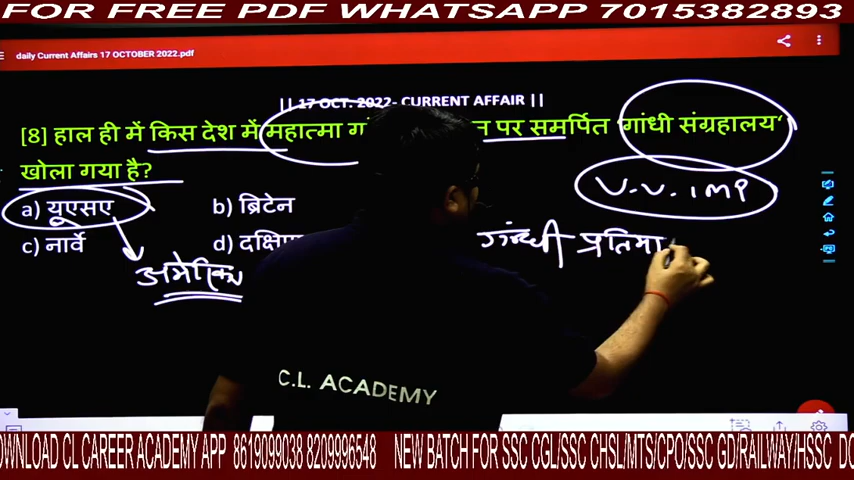 FOR FREE PDF WHATSAPP 7015382893
daily Current Affairs 17 OCTOBER 2022.pdf
|| 17 OCT. 2022- CURRENT AFFAIR ||
[8] हाल ही में किस देश में महात्मा पर समर्पित 'गांधी संग्रहालय'
खोला गया है?
V.V. IMP
a) यूएसए b) ब्रिटेन
c) नार्वे d)
गान्धी प्रतिमा
अमेरिका
C.L. ACADEMY
DOWNLOAD CL CAREER ACADEMY APP 8619099038 8209996548 NEW BATCH FOR SSC CGL/SSC CHSL/MTS/CPO/SSC GD/RAILWAY/HSSC